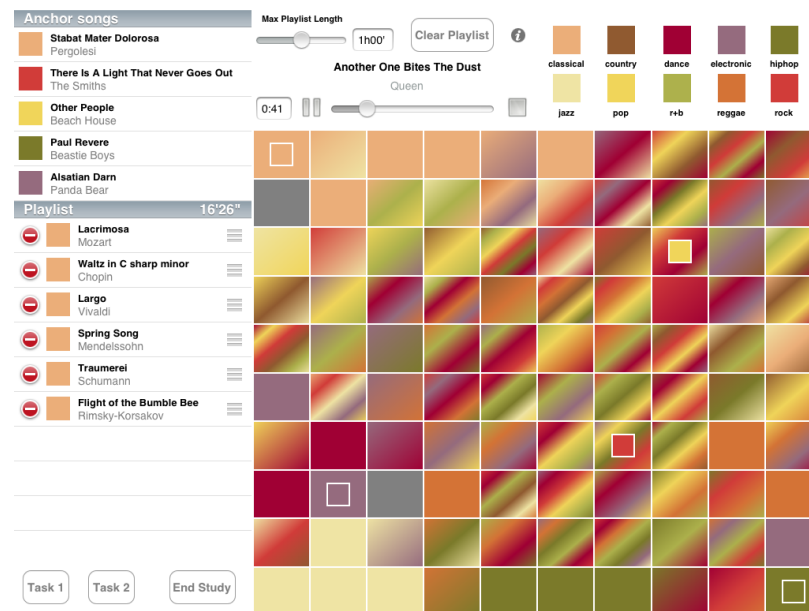 Anchor songs
Stabat Mater Dolorosa
Pergolesi
There Is A Light That Never Goes Out
The Smiths
Other People
Beach House
Paul Revere
Beastie Boys
Alsatian Darn
Panda Bear
Playlist 16'26"
Lacrimosa
Mozart
Waltz in C sharp minor
Chopin
Largo
Vivaldi
Spring Song
Mendelssohn
Traumerei
Schumann
Flight of the Bumble Bee
Rimsky-Korsakov
Task 1 Task 2 End Study
Max Playlist Length
1h00' Clear Playlist i
Another One Bites The Dust
Queen
0:41
classical country dance electronic hiphop
jazz pop r+b reggae rock